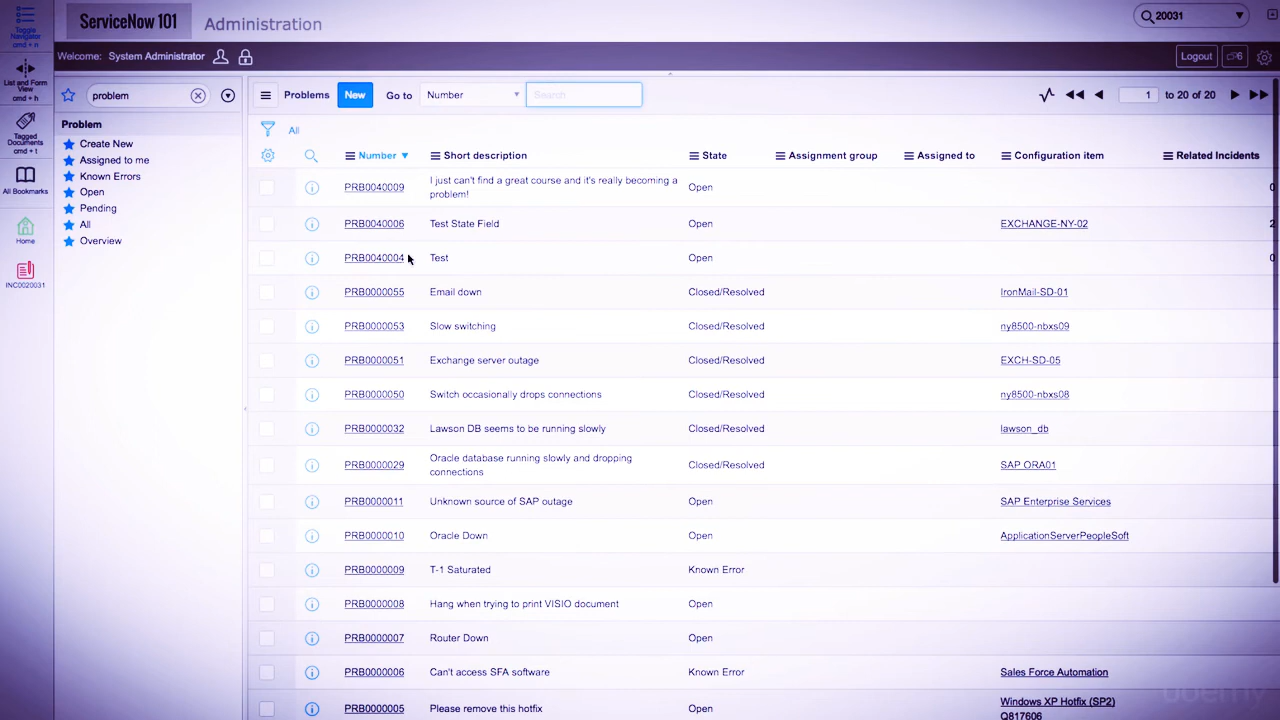 Toggle
Navigator
cmd + n
ServiceNow 101
Administration
20031
List and Form
View
cmd + h
Welcome: System Administrator
Logout
6
problem
Problems
New
Go to
Number
Search
1 to 20 of 20
Tagged
Documents
cmd + t
Problem
All
Create New
Assigned to me
Known Errors
Open
Pending
All
Overview
All Bookmarks
Home
INC0020031
Number Short description State Assignment group Assigned to Configuration item Related Incidents
PRB0040009 I just can't find a great course and it's really becoming a
problem! Open 0
PRB0040006 Test State Field Open EXCHANGE-NY-02 2
PRB0040004 Test Open 0
PRB0000055 Email down Closed/Resolved IronMail-SD-01
PRB0000053 Slow switching Closed/Resolved ny8500-nbxs09
PRB0000051 Exchange server outage Closed/Resolved EXCH-SD-05
PRB0000050 Switch occasionally drops connections Closed/Resolved ny8500-nbxs08
PRB0000032 Lawson DB seems to be running slowly Closed/Resolved lawson_db
PRB0000029 Oracle database running slowly and dropping
connections Closed/Resolved SAP ORA01
PRB0000011 Unknown source of SAP outage Open SAP Enterprise Services
PRB0000010 Oracle Down Open ApplicationServerPeopleSoft
PRB0000009 T-1 Saturated Known Error
PRB0000008 Hang when trying to print VISIO document Open
PRB0000007 Router Down Open
PRB0000006 Can't access SFA software Known Error Sales Force Automation
PRB0000005 Please remove this hotfix Open Windows XP Hotfix (SP2)
Q817606
udemy